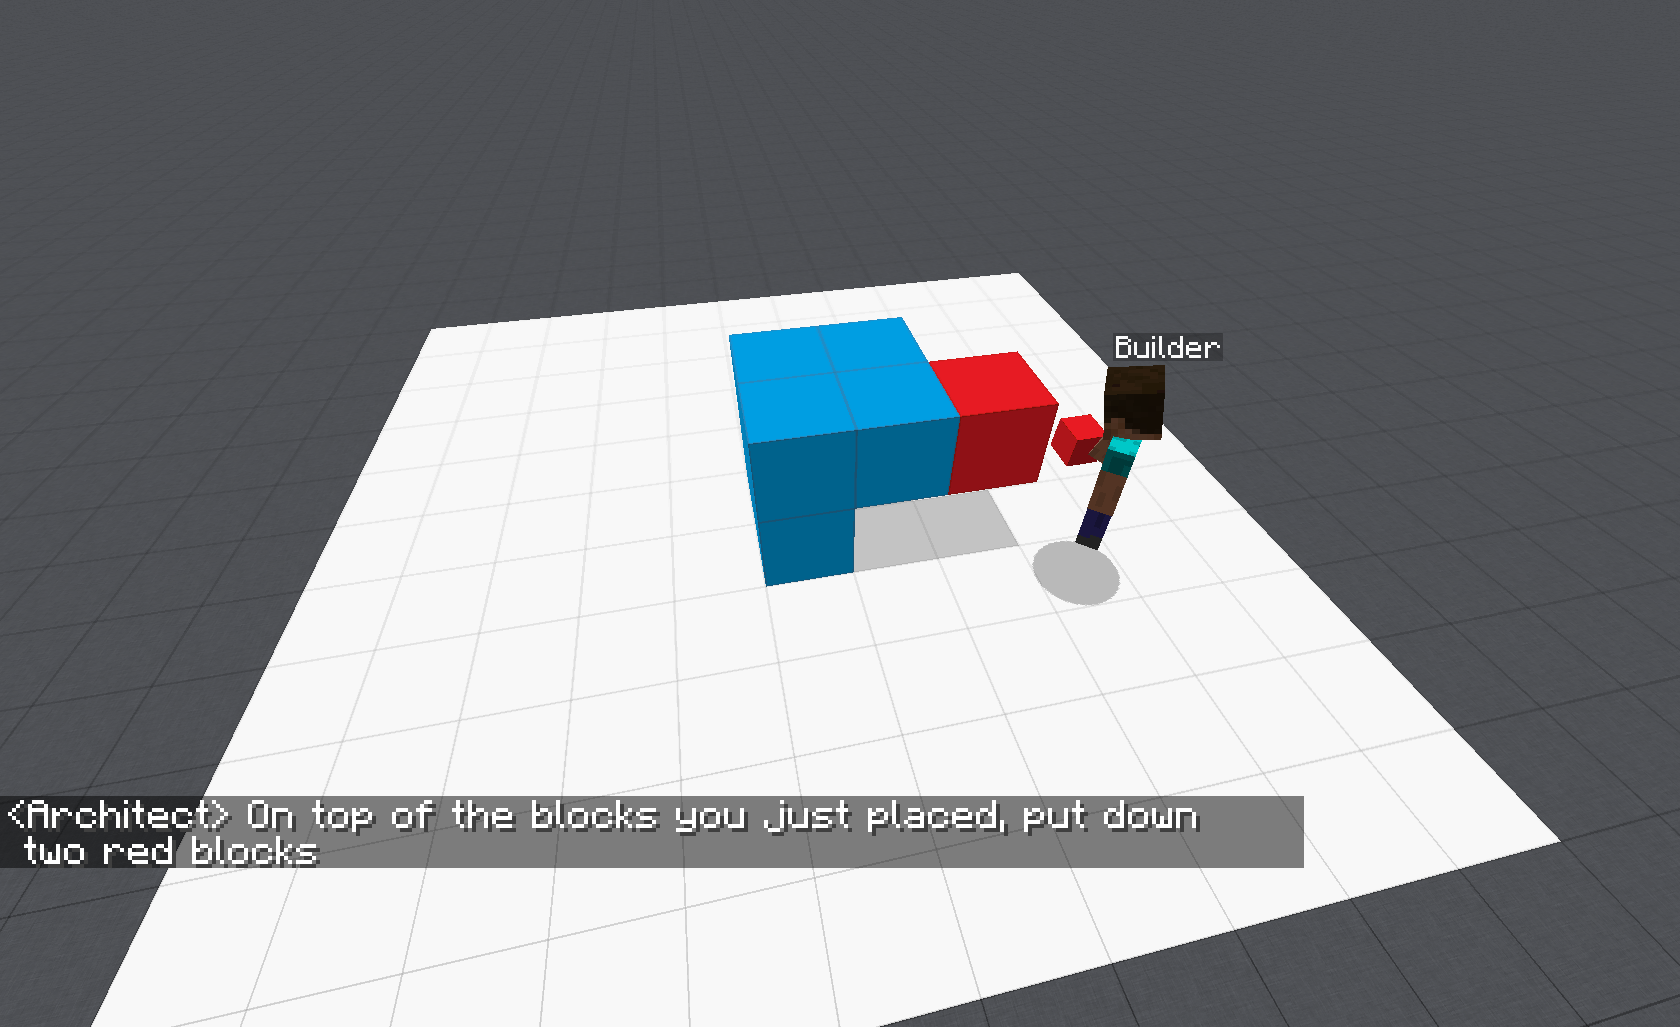 Builder
<Architect> On top of the blocks you just placed, put down
two red blocks